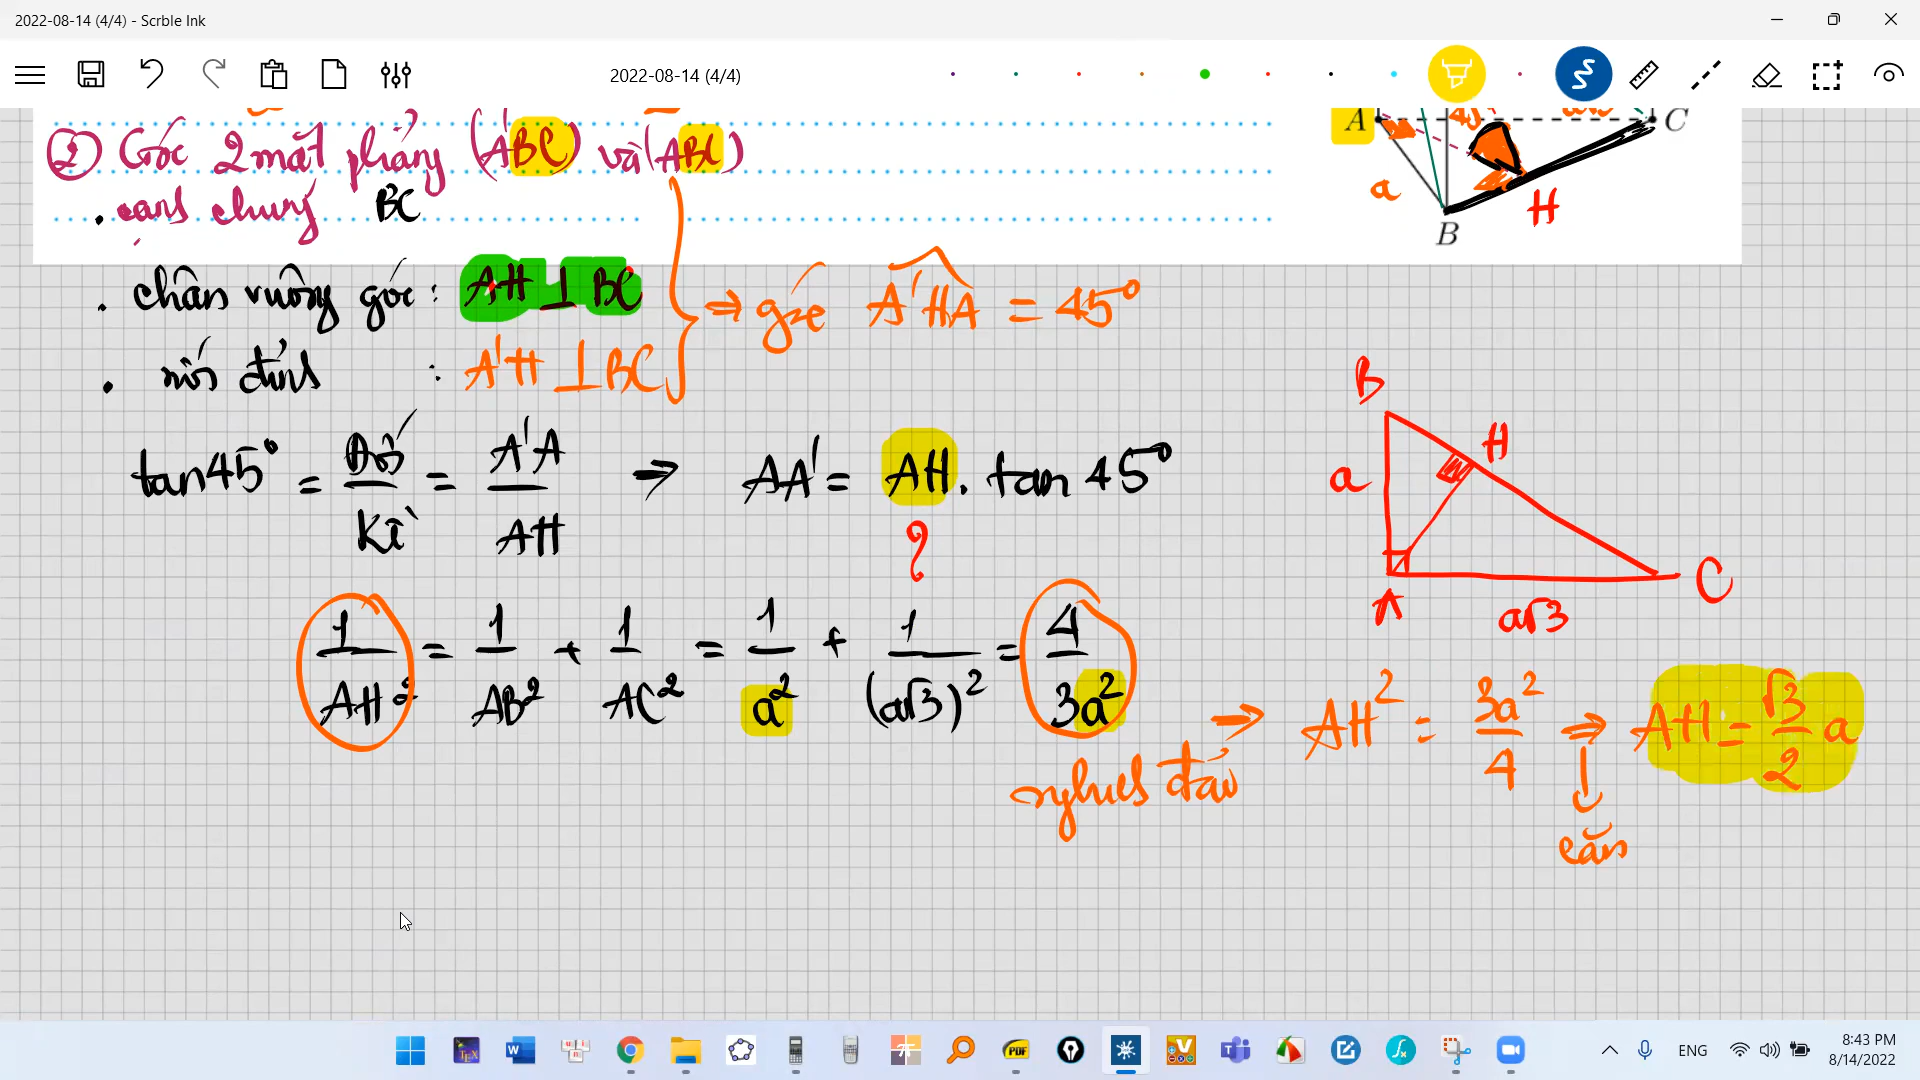 2022-08-14 (4/4) - Scrble Ink
2022-08-14 (4/4)
② Góc 2 mặt phẳng (A'BC) và (ABC)
. cạnh chung BC
. chân vuông góc : AH ⊥ BC
. nối đỉnh : A'H ⊥ BC
⇒ góc A'HA = 45°
tan45° = Đối/Kề = A'A/AH → AA' = AH . tan 45°
?
1/AH² = 1/AB² + 1/AC² = 1/a² + 1/(a√3)² = 4/3a²
nghịch đảo → AH² = 3a²/4 ⇒ AH = √3/2 a
căn
A
C
a
H
B
B
H
a
A
a√3
C
ENG
8:43 PM
8/14/2022